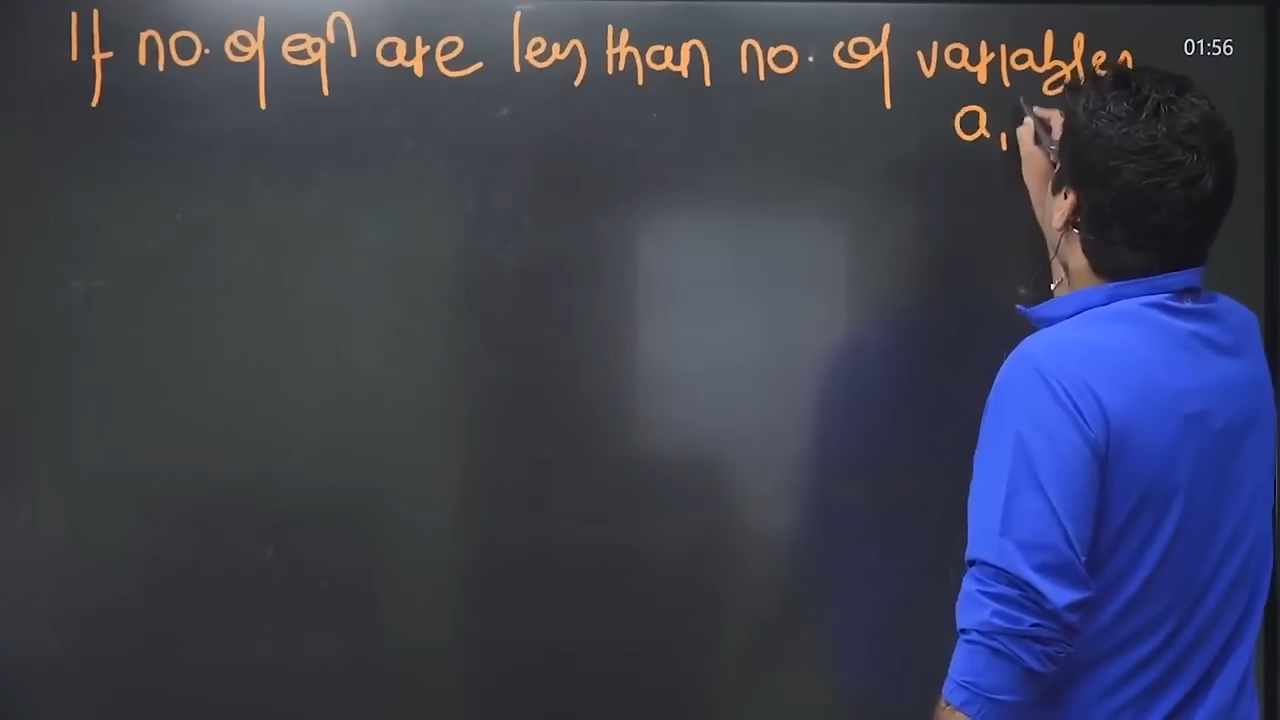 If no. of eqn are less than no. of variables 01:56
a,